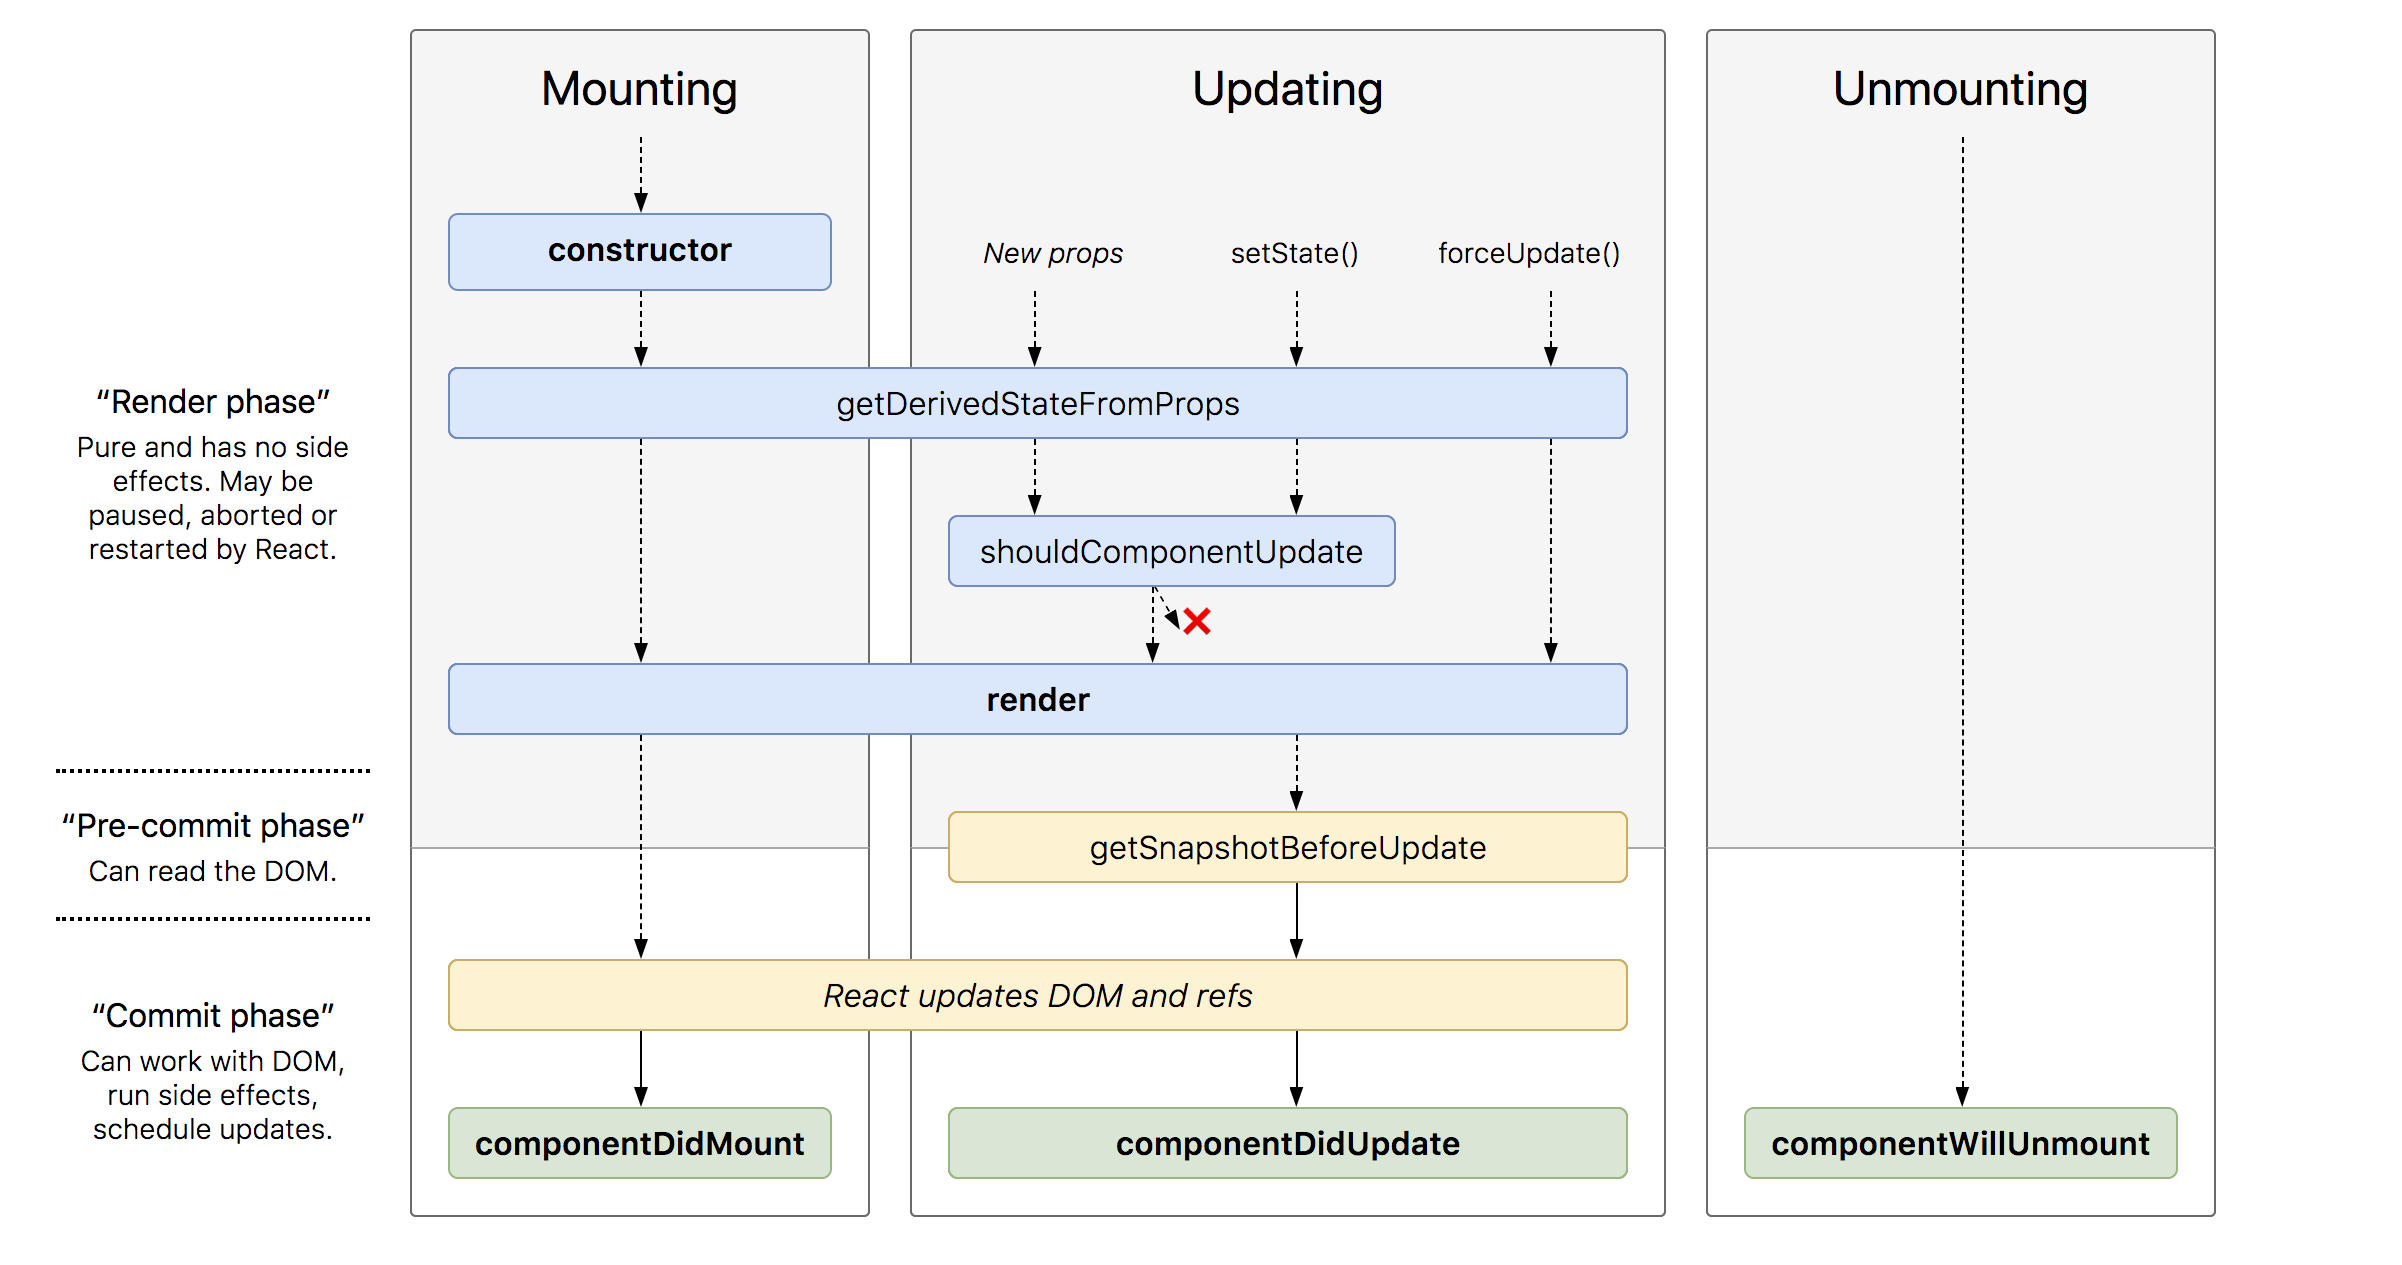 Mounting
Updating
Unmounting
constructor
New props
setState()
forceUpdate()
“Render phase”
Pure and has no side
effects. May be
paused, aborted or
restarted by React.
getDerivedStateFromProps
shouldComponentUpdate
render
“Pre-commit phase”
Can read the DOM.
getSnapshotBeforeUpdate
“Commit phase”
Can work with DOM,
run side effects,
schedule updates.
React updates DOM and refs
componentDidMount
componentDidUpdate
componentWillUnmount